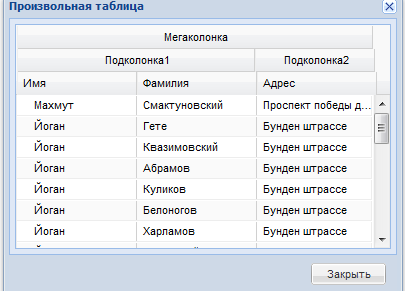 Произвольная таблица
Мегаколонка
Подколонка1 Подколонка2
Имя Фамилия Адрес
Махмут Смактуновский Проспект победы д...
Йоган Гете Бунден штрассе
Йоган Квазимовский Бунден штрассе
Йоган Абрамов Бунден штрассе
Йоган Куликов Бунден штрассе
Йоган Белоногов Бунден штрассе
Йоган Харламов Бунден штрассе
Закрыть